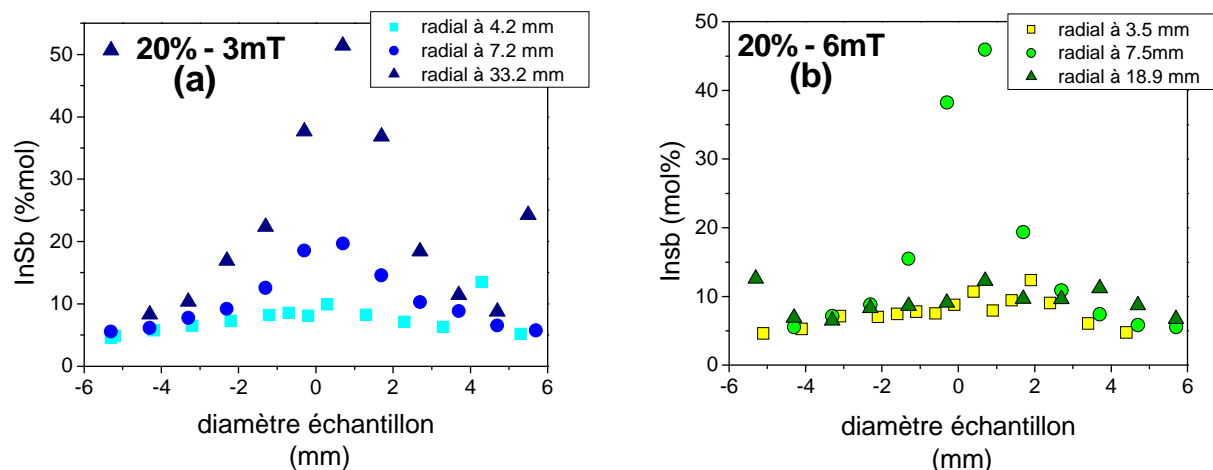 20% - 3mT
(a)
radial à 4.2 mm
radial à 7.2 mm
radial à 33.2 mm
50
40
30
20
10
0
InSb (%mol)
-6 -4 -2 0 2 4 6
diamètre échantillon
(mm)
20% - 6mT
(b)
radial à 3.5 mm
radial à 7.5mm
radial à 18.9 mm
50
40
30
20
10
0
Insb (mol%)
-6 -4 -2 0 2 4 6
diamètre échantillon
(mm)